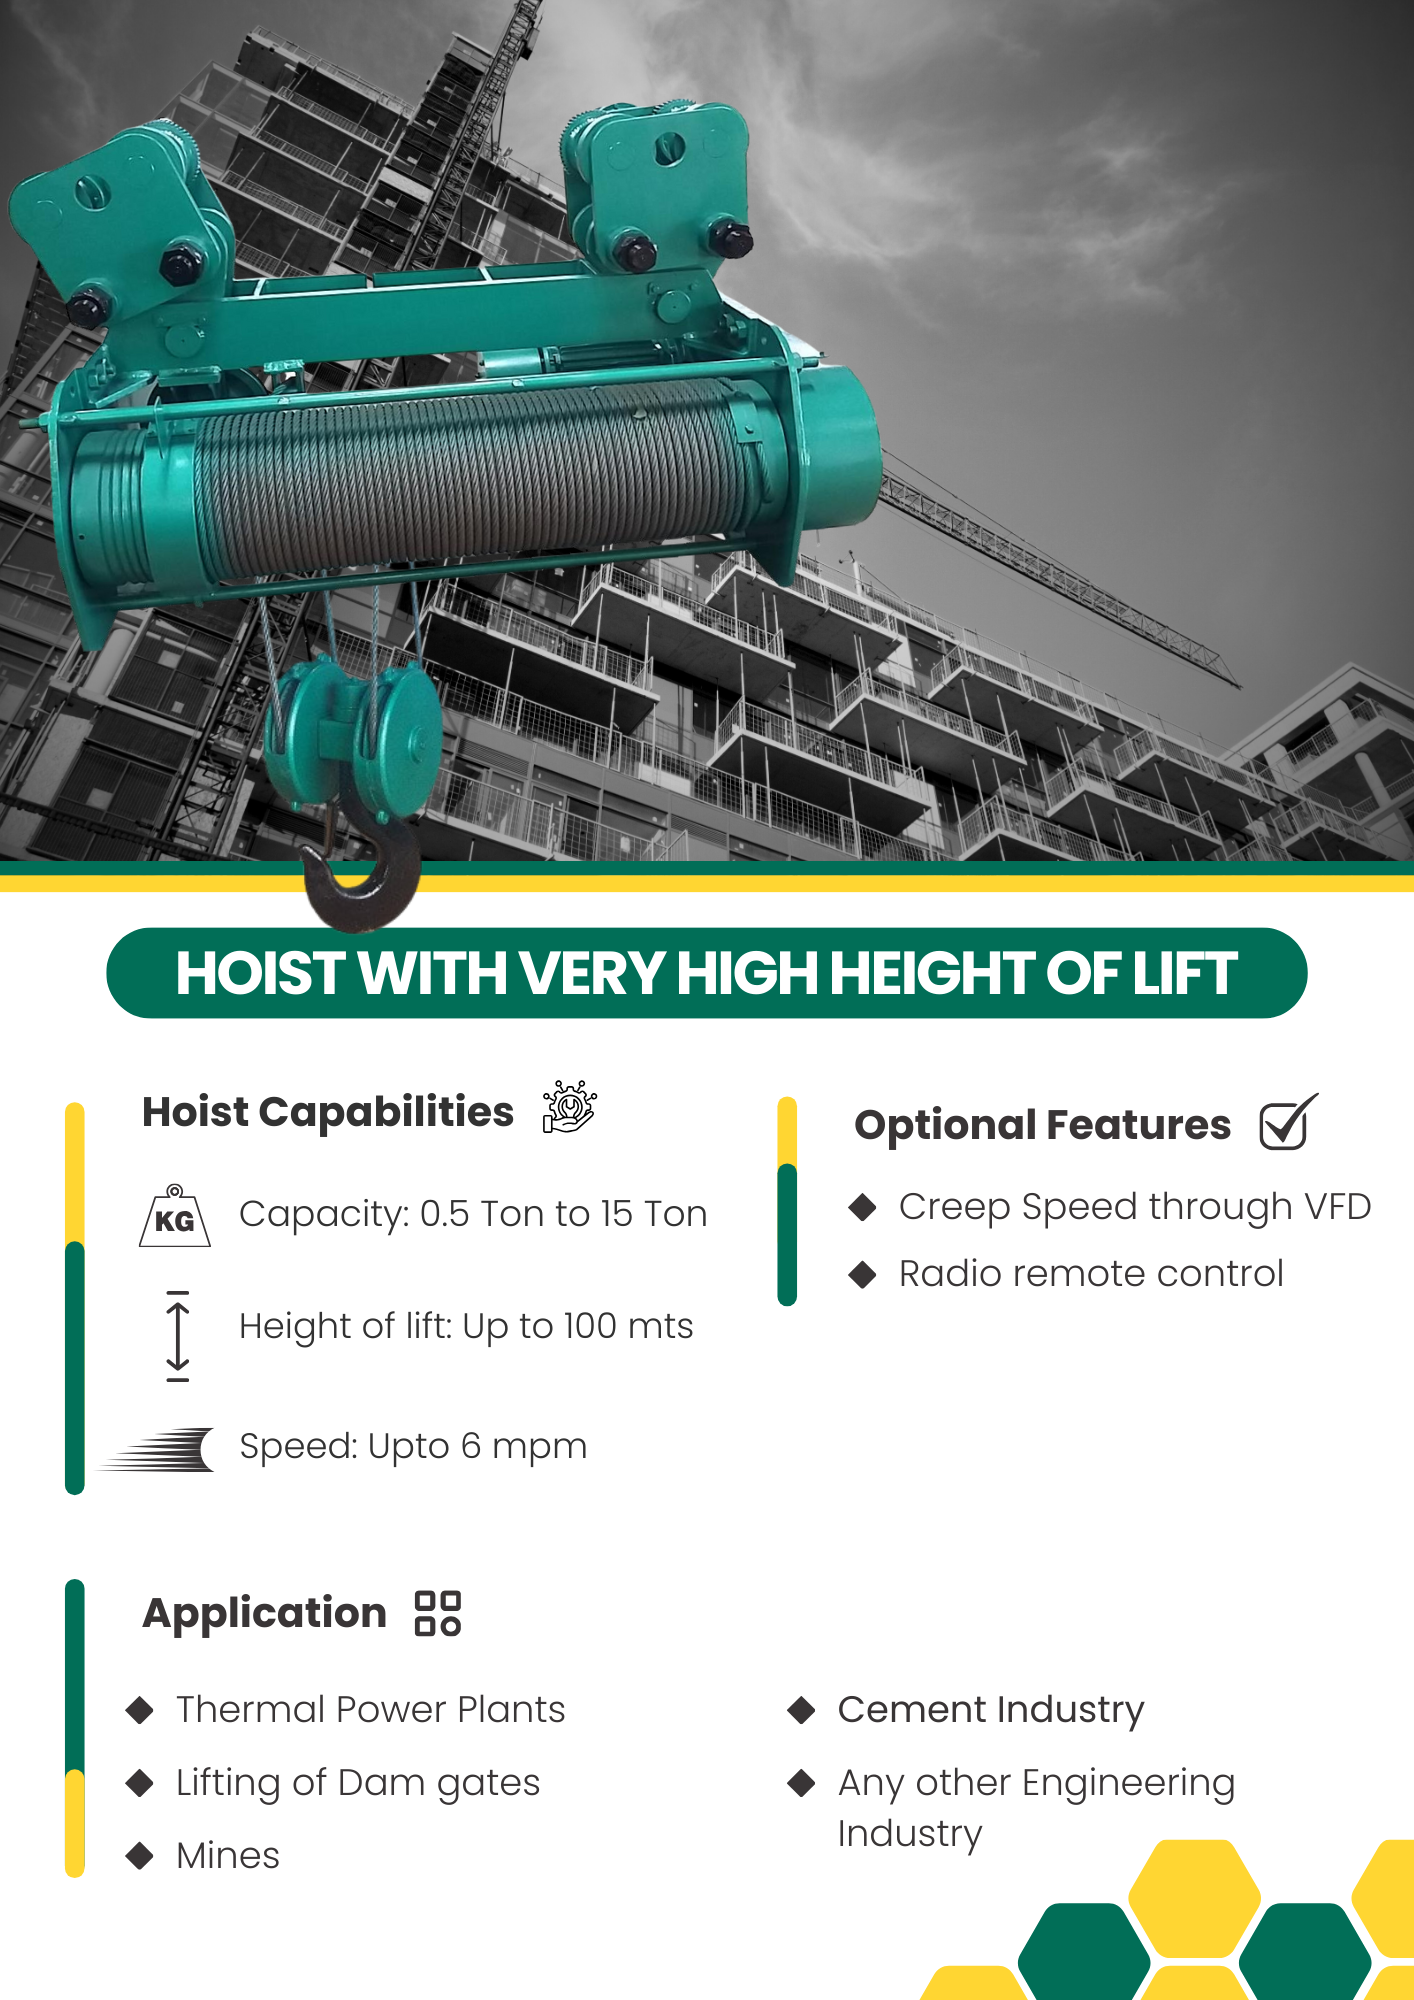 HOIST WITH VERY HIGH HEIGHT OF LIFT
Hoist Capabilities
KG
Capacity: 0.5 Ton to 15 Ton
Height of lift: Up to 100 mts
Speed: Upto 6 mpm
Optional Features
Creep Speed through VFD
Radio remote control
Application
Thermal Power Plants
Lifting of Dam gates
Mines
Cement Industry
Any other Engineering
Industry